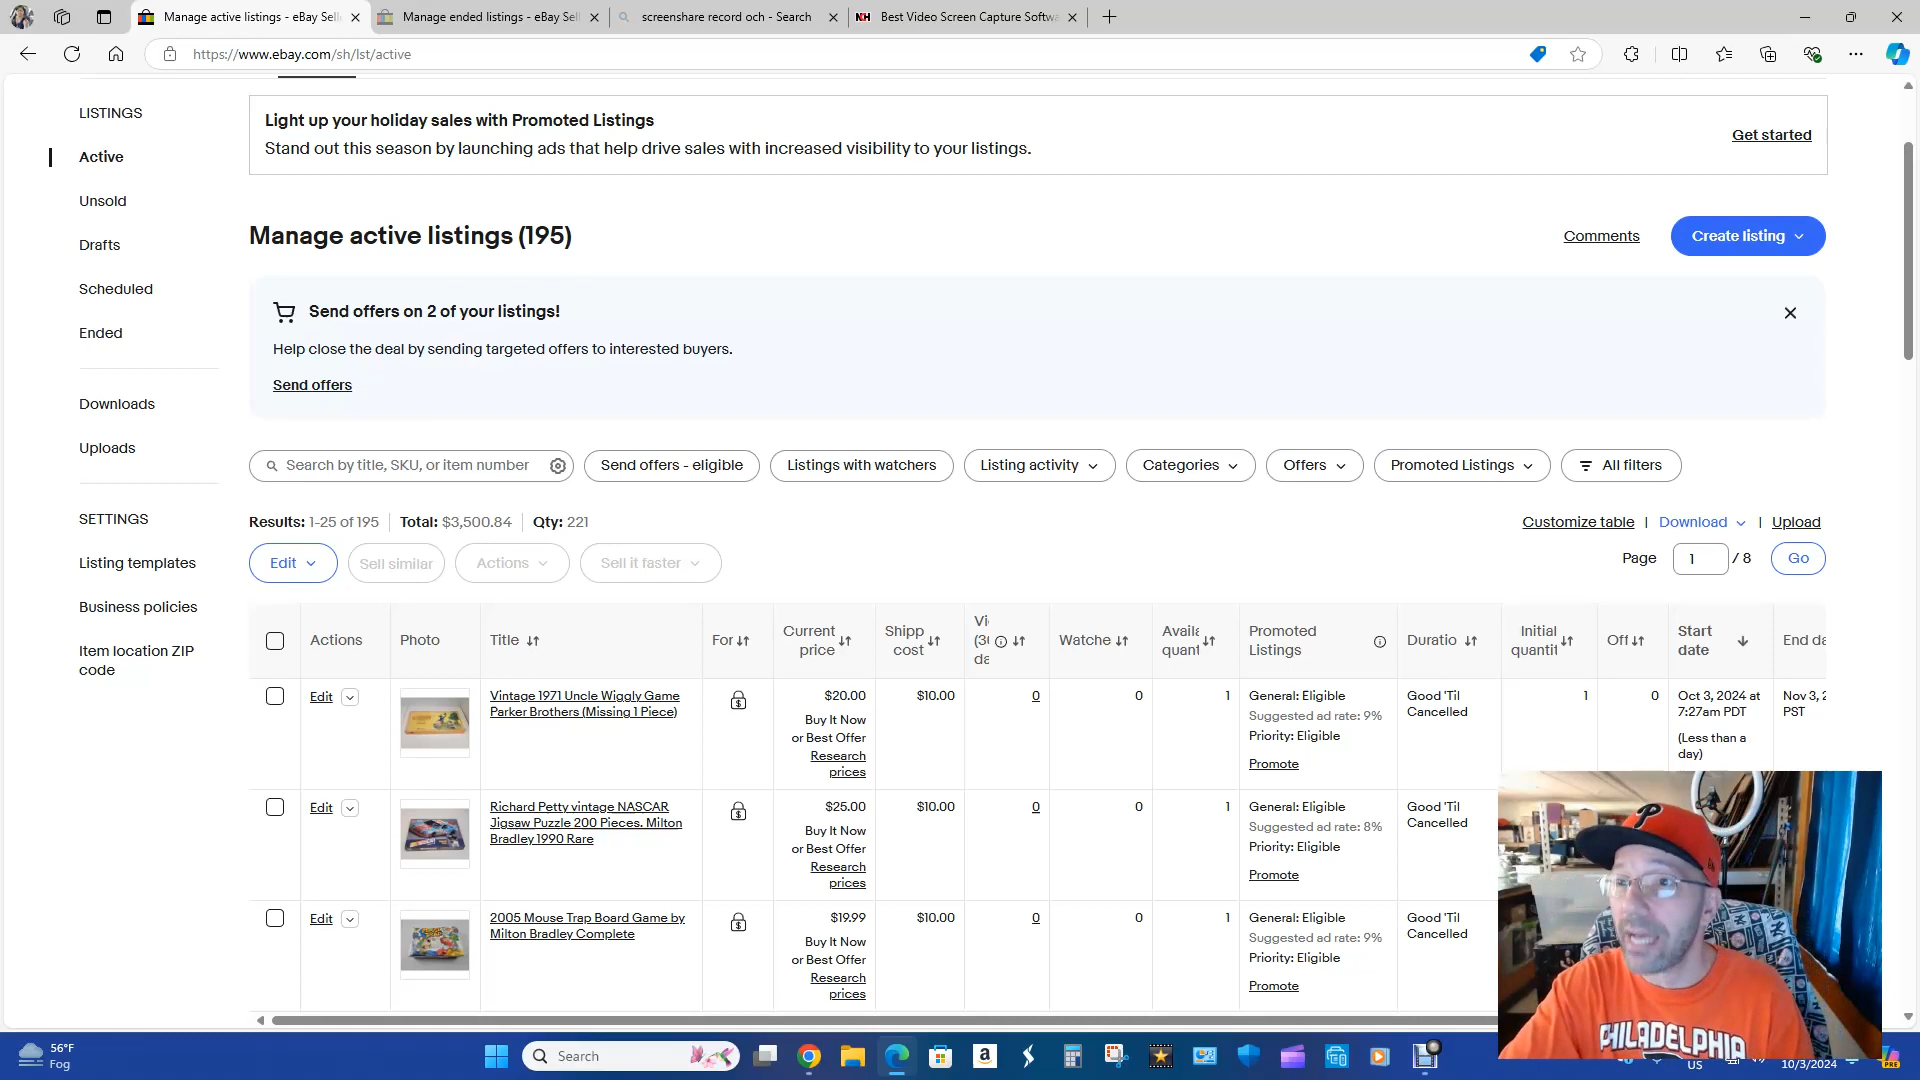 Manage active listings - eBay Sell
Manage ended listings - eBay Sell
screenshare record och - Search
NCH Best Video Screen Capture Softwa
https://www.ebay.com/sh/lst/active
LISTINGS
Active
Unsold
Drafts
Scheduled
Ended
Downloads
Uploads
SETTINGS
Listing templates
Business policies
Item location ZIP
code
Light up your holiday sales with Promoted Listings
Stand out this season by launching ads that help drive sales with increased visibility to your listings.
Get started
Manage active listings (195)
Comments
Create listing
Send offers on 2 of your listings!
Help close the deal by sending targeted offers to interested buyers.
Send offers
Search by title, SKU, or item number
Send offers - eligible
Listings with watchers
Listing activity
Categories
Offers
Promoted Listings
All filters
Results: 1-25 of 195 | Total: $3,500.84 | Qty: 221
Customize table | Download | Upload
Edit
Sell similar
Actions
Sell it faster
Page 1 / 8 Go
Actions
Photo
Title
For
Current
price
Shipp
cost
Vi
(30
da
Watche
Availa
quant
Promoted
Listings
Duratio
Initial
quantit
Off
Start
date
End da
Edit
Vintage 1971 Uncle Wiggly Game
Parker Brothers (Missing 1 Piece)
$20.00
Buy It Now
or Best Offer
Research
prices
$10.00
0
0
1
General: Eligible
Suggested ad rate: 9%
Priority: Eligible
Promote
Good 'Til
Cancelled
1
0
Oct 3, 2024 at
7:27am PDT
(Less than a
day)
Nov 3, 2
PST
Edit
Richard Petty vintage NASCAR
Jigsaw Puzzle 200 Pieces. Milton
Bradley 1990 Rare
$25.00
Buy It Now
or Best Offer
Research
prices
$10.00
0
0
1
General: Eligible
Suggested ad rate: 8%
Priority: Eligible
Promote
Good 'Til
Cancelled
Edit
2005 Mouse Trap Board Game by
Milton Bradley Complete
$19.99
Buy It Now
or Best Offer
Research
prices
$10.00
0
0
1
General: Eligible
Suggested ad rate: 9%
Priority: Eligible
Promote
Good 'Til
Cancelled
PHILADELPHIA
56°F
Fog
Search
US
10/3/2024
PRE